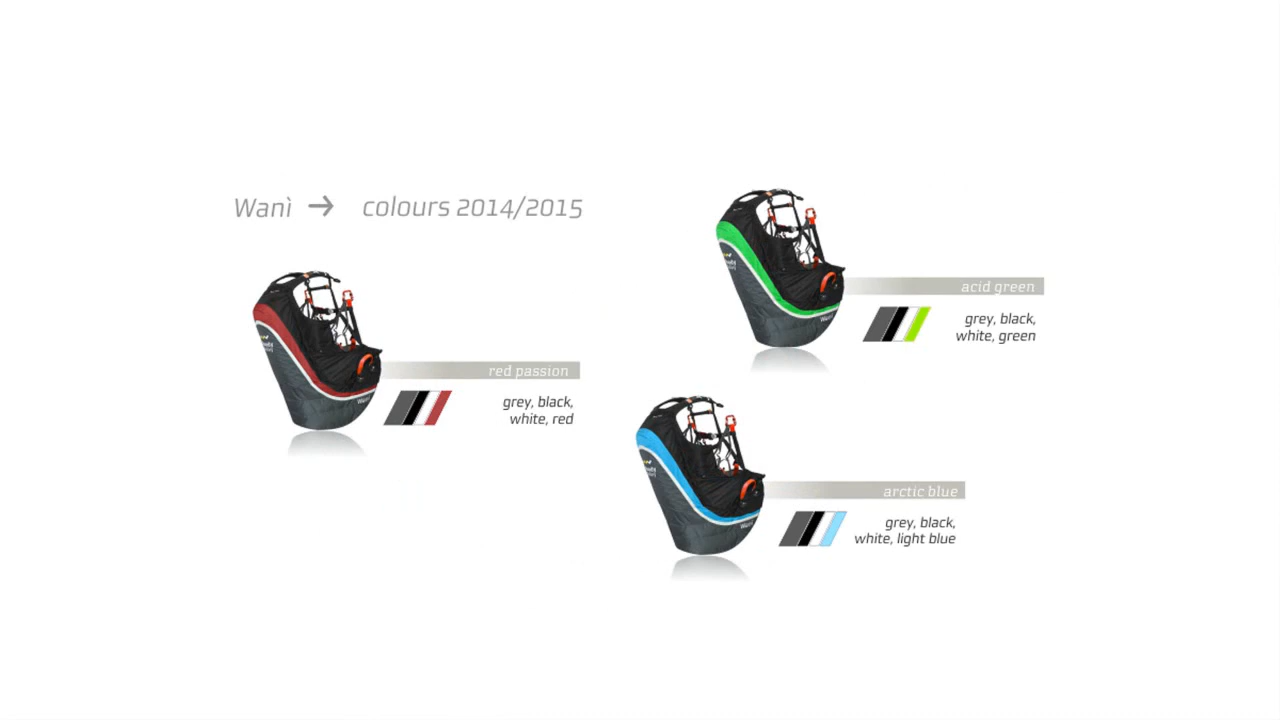 Wanì → colours 2014/2015
acid green
grey, black,
white, green
red passion
grey, black,
white, red
arctic blue
grey, black,
white, light blue